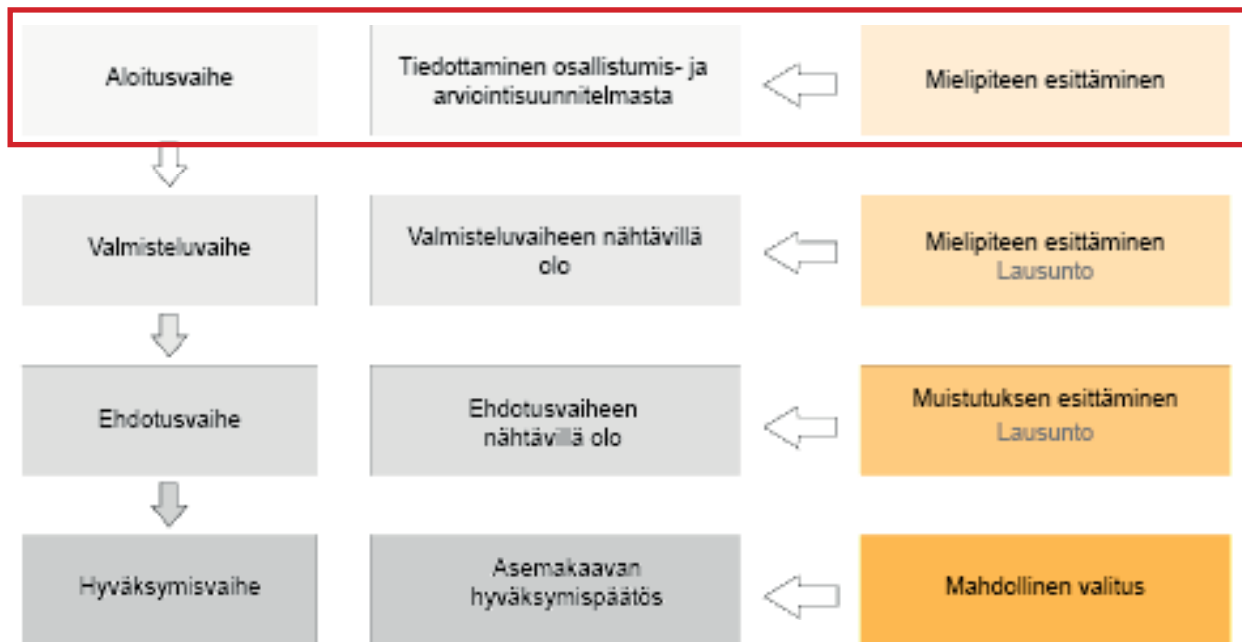 Aloitusvaihe
Tiedottaminen osallistumis- ja
arviointisuunnitelmasta
Mielipiteen esittäminen
Valmisteluvaihe
Valmisteluvaiheen nähtävillä
olo
Mielipiteen esittäminen
Lausunto
Ehdotusvaihe
Ehdotusvaiheen
nähtävillä olo
Muistutuksen esittäminen
Lausunto
Hyväksymisvaihe
Asemakaavan
hyväksymispäätös
Mahdollinen valitus